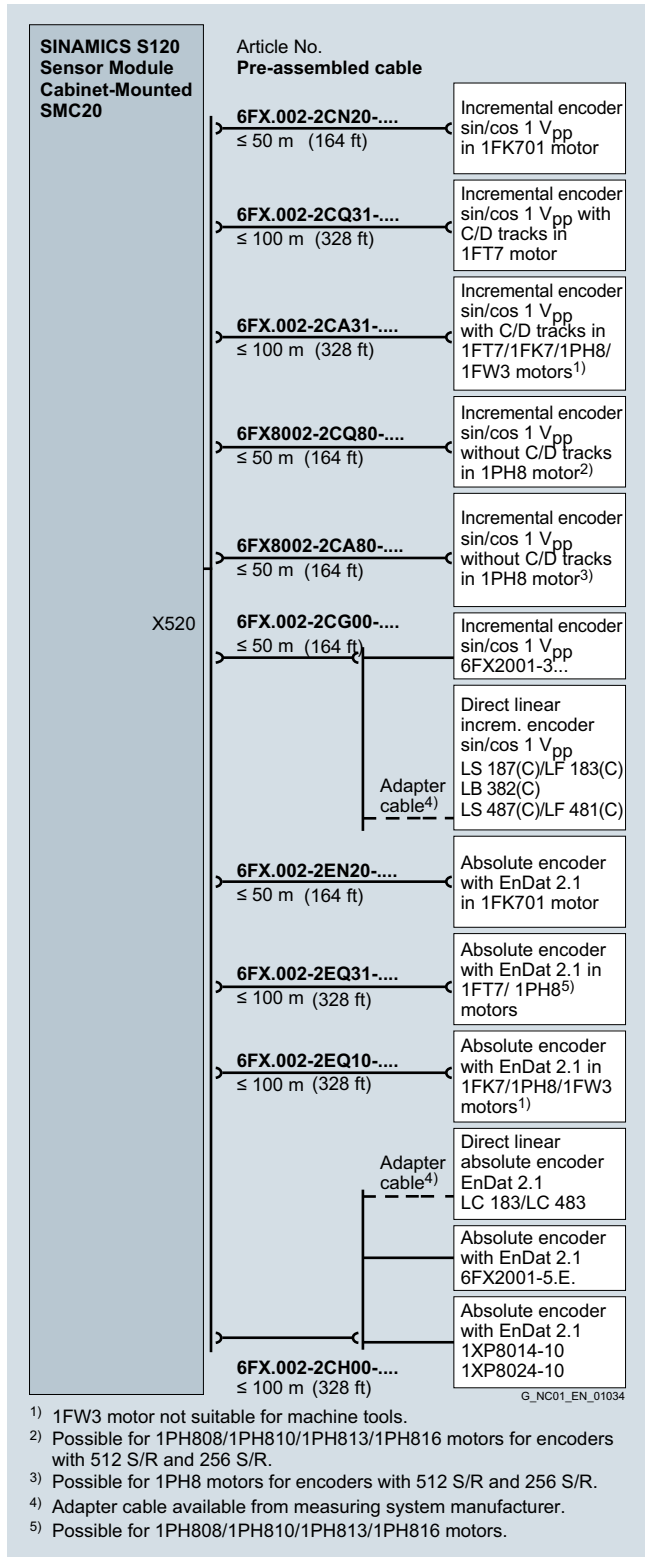 SINAMICS S120
Sensor Module
Cabinet-Mounted
SMC20
Article No.
Pre-assembled cable
6FX.002-2CN20-....
≤ 50 m (164 ft)
Incremental encoder
sin/cos 1 Vpp
in 1FK701 motor
6FX.002-2CQ31-....
≤ 100 m (328 ft)
Incremental encoder
sin/cos 1 Vpp with
C/D tracks in
1FT7 motor
6FX.002-2CA31-....
≤ 100 m (328 ft)
Incremental encoder
sin/cos 1 Vpp
with C/D tracks in
1FT7/1FK7/1PH8/
1FW3 motors1)
6FX8002-2CQ80-....
≤ 50 m (164 ft)
Incremental encoder
sin/cos 1 Vpp
without C/D tracks
in 1PH8 motor2)
6FX8002-2CA80-....
≤ 50 m (164 ft)
Incremental encoder
sin/cos 1 Vpp
without C/D tracks
in 1PH8 motor3)
X520
6FX.002-2CG00-....
≤ 50 m (164 ft)
Incremental encoder
sin/cos 1 Vpp
6FX2001-3...
Adapter
cable4)
Direct linear
increm. encoder
sin/cos 1 Vpp
LS 187(C)/LF 183(C)
LB 382(C)
LS 487(C)/LF 481(C)
6FX.002-2EN20-....
≤ 50 m (164 ft)
Absolute encoder
with EnDat 2.1
in 1FK701 motor
6FX.002-2EQ31-....
≤ 100 m (328 ft)
Absolute encoder
with EnDat 2.1 in
1FT7/ 1PH85)
motors
6FX.002-2EQ10-....
≤ 100 m (328 ft)
Absolute encoder
with EnDat 2.1 in
1FK7/1PH8/1FW3
motors1)
Adapter
cable4)
Direct linear
absolute encoder
EnDat 2.1
LC 183/LC 483
Absolute encoder
with EnDat 2.1
6FX2001-5.E.
Absolute encoder
with EnDat 2.1
1XP8014-10
1XP8024-10
6FX.002-2CH00-....
≤ 100 m (328 ft)
G_NC01_EN_01034
1) 1FW3 motor not suitable for machine tools.
2) Possible for 1PH808/1PH810/1PH813/1PH816 motors for encoders
with 512 S/R and 256 S/R.
3) Possible for 1PH8 motors for encoders with 512 S/R and 256 S/R.
4) Adapter cable available from measuring system manufacturer.
5) Possible for 1PH808/1PH810/1PH813/1PH816 motors.